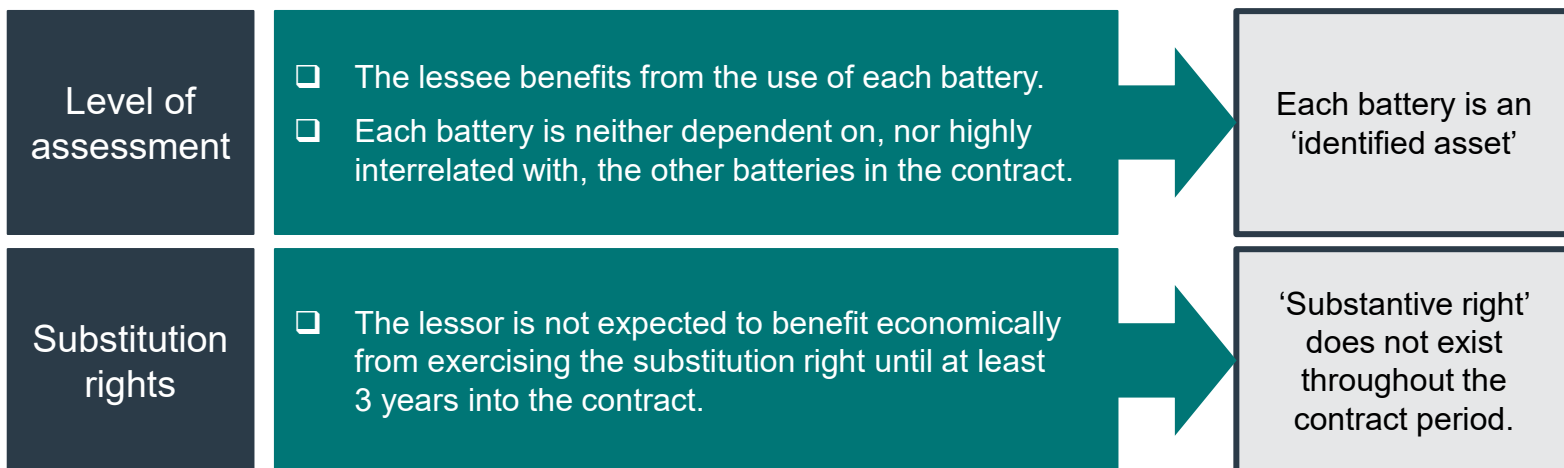 Level of
assessment
❑ The lessee benefits from the use of each battery.
❑ Each battery is neither dependent on, nor highly
interrelated with, the other batteries in the contract.
Each battery is an
‘identified asset’
Substitution
rights
❑ The lessor is not expected to benefit economically
from exercising the substitution right until at least
3 years into the contract.
‘Substantive right’
does not exist
throughout the
contract period.